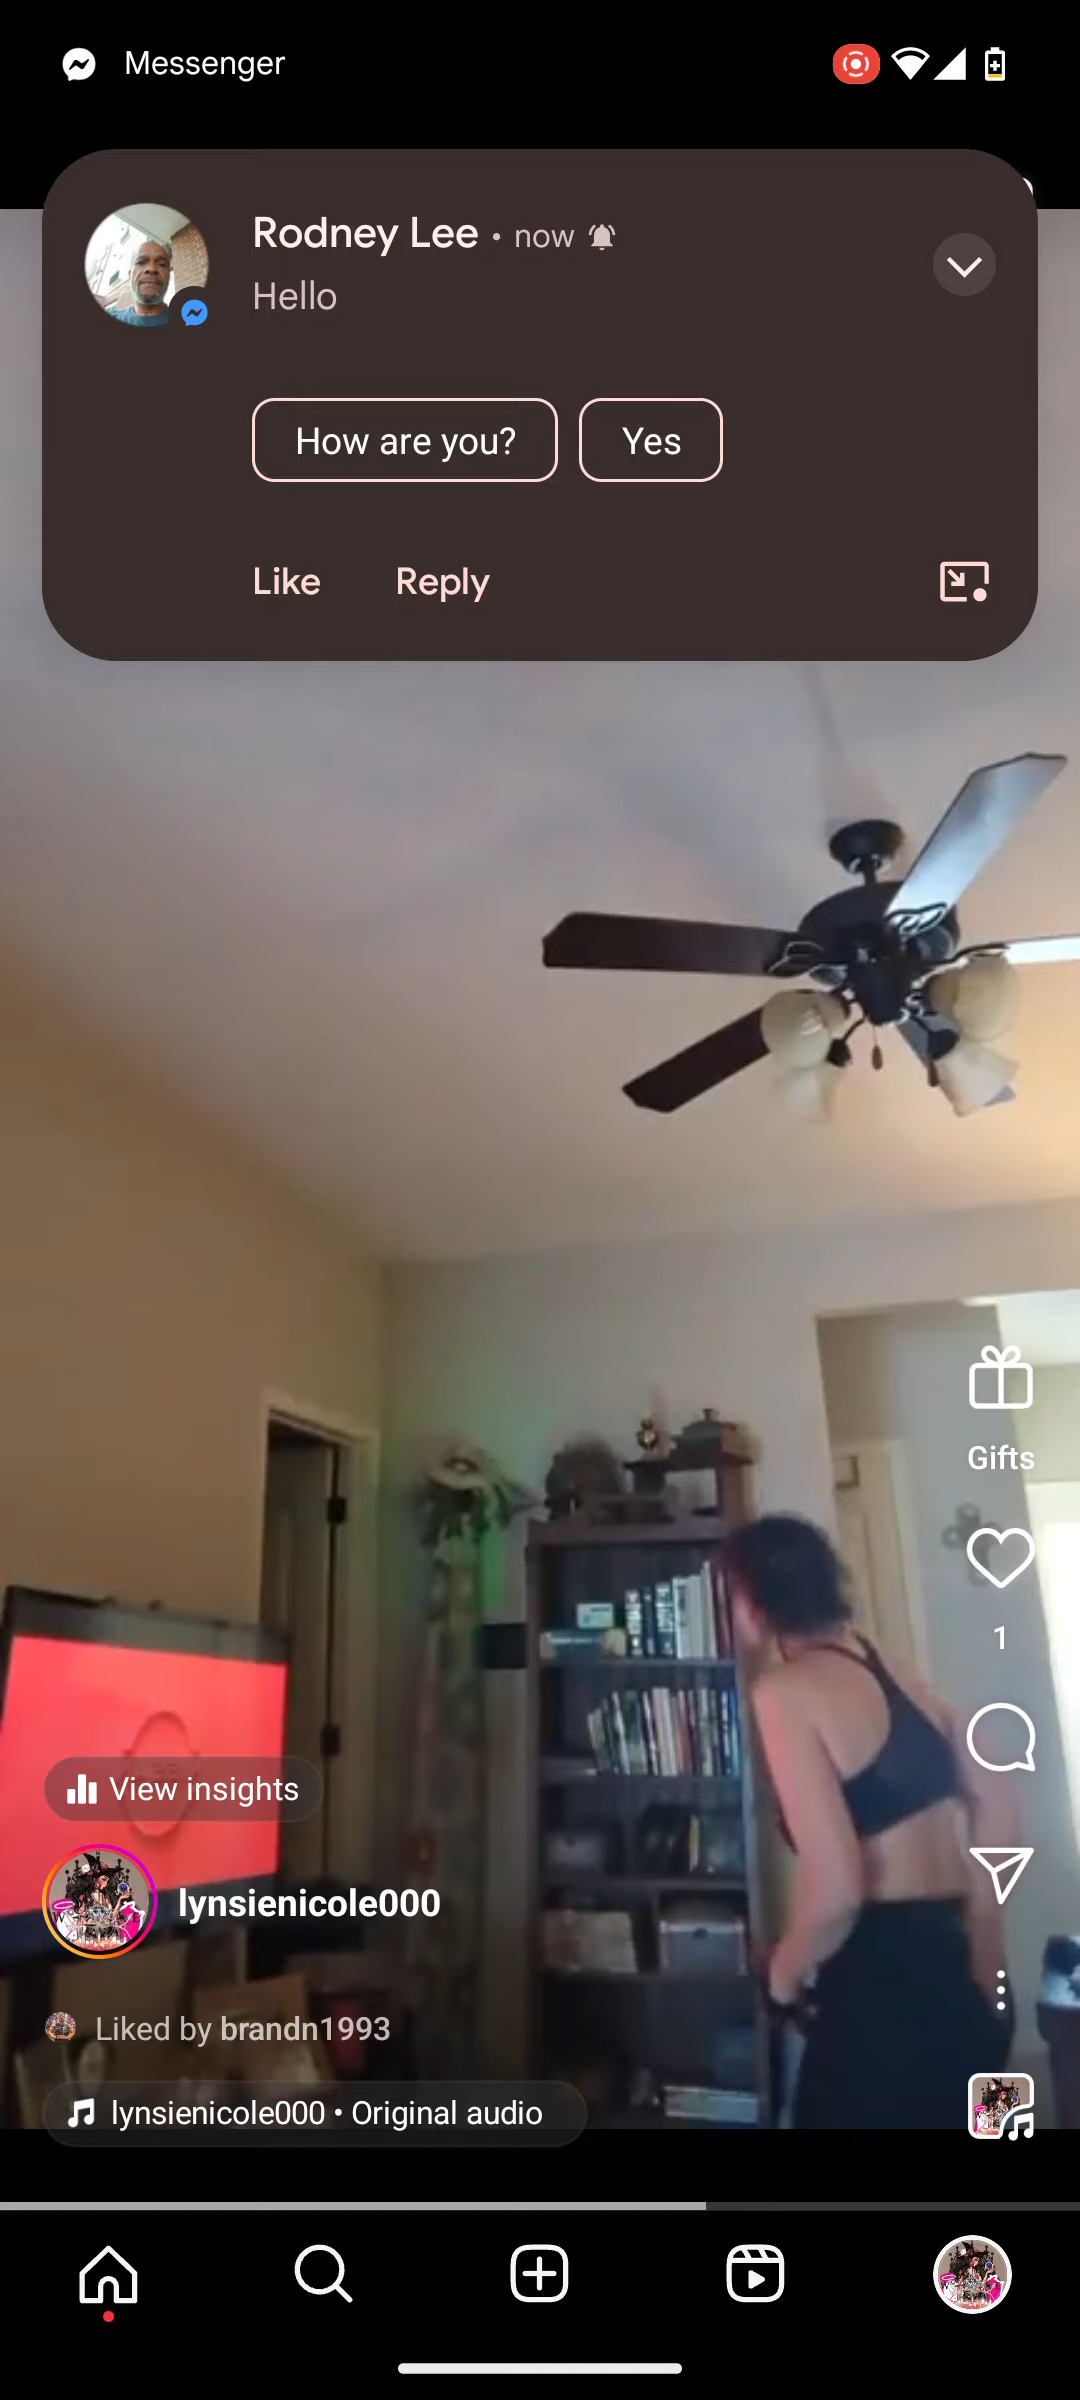 Messenger
Rodney Lee • now
Hello
How are you?
Yes
Like
Reply
Gifts
1
View insights
lynsienicole000
Liked by brandn1993
lynsienicole000 • Original audio